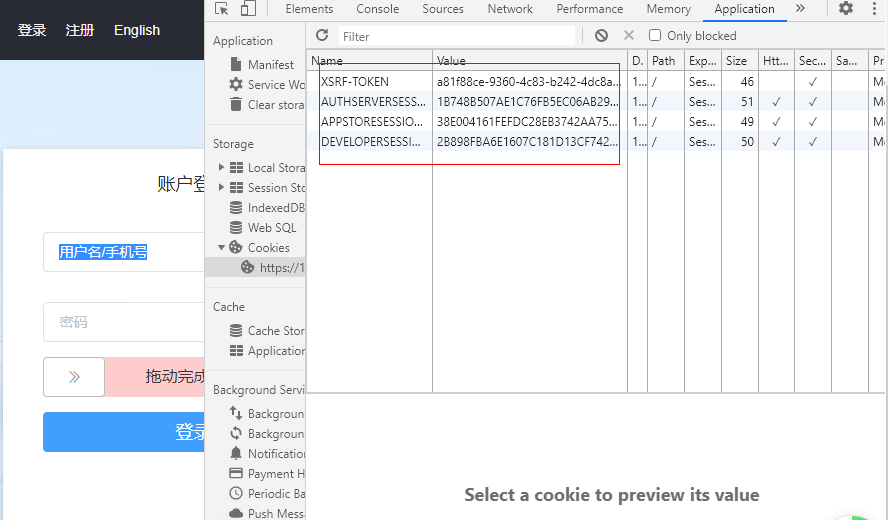 登录 注册 English
账户登
用户名/手机号
密码
拖动完成
登录
Elements Console Sources Network Performance Memory Application
Application
Manifest
Service Wo
Clear stora
Storage
Local Stora
Session Sto
IndexedDB
Web SQL
Cookies
https://1
Cache
Cache Stor
Application
Background Servi
Backgroun
Backgroun
Notification
Payment H
Periodic Ba
Push Mess
Filter
Only blocked
Name Value D. Path Exp... Size Htt... Sec... Sa... Pr
XSRF-TOKEN a81f88ce-9360-4c83-b242-4dc8a... 1... / Ses... 46 ✓ M
AUTHSERVERSESS... 1B748B507AE1C76FB5EC06AB29... 1... / Ses... 51 ✓ ✓ M
APPSTORESESSIO... 38E004161FEFDC28EB3742AA75... 1... / Ses... 49 ✓ ✓ M
DEVELOPERSESSI... 2B898FBA6E1607C181D13CF742... 1... / Ses... 50 ✓ ✓ M
Select a cookie to preview its value